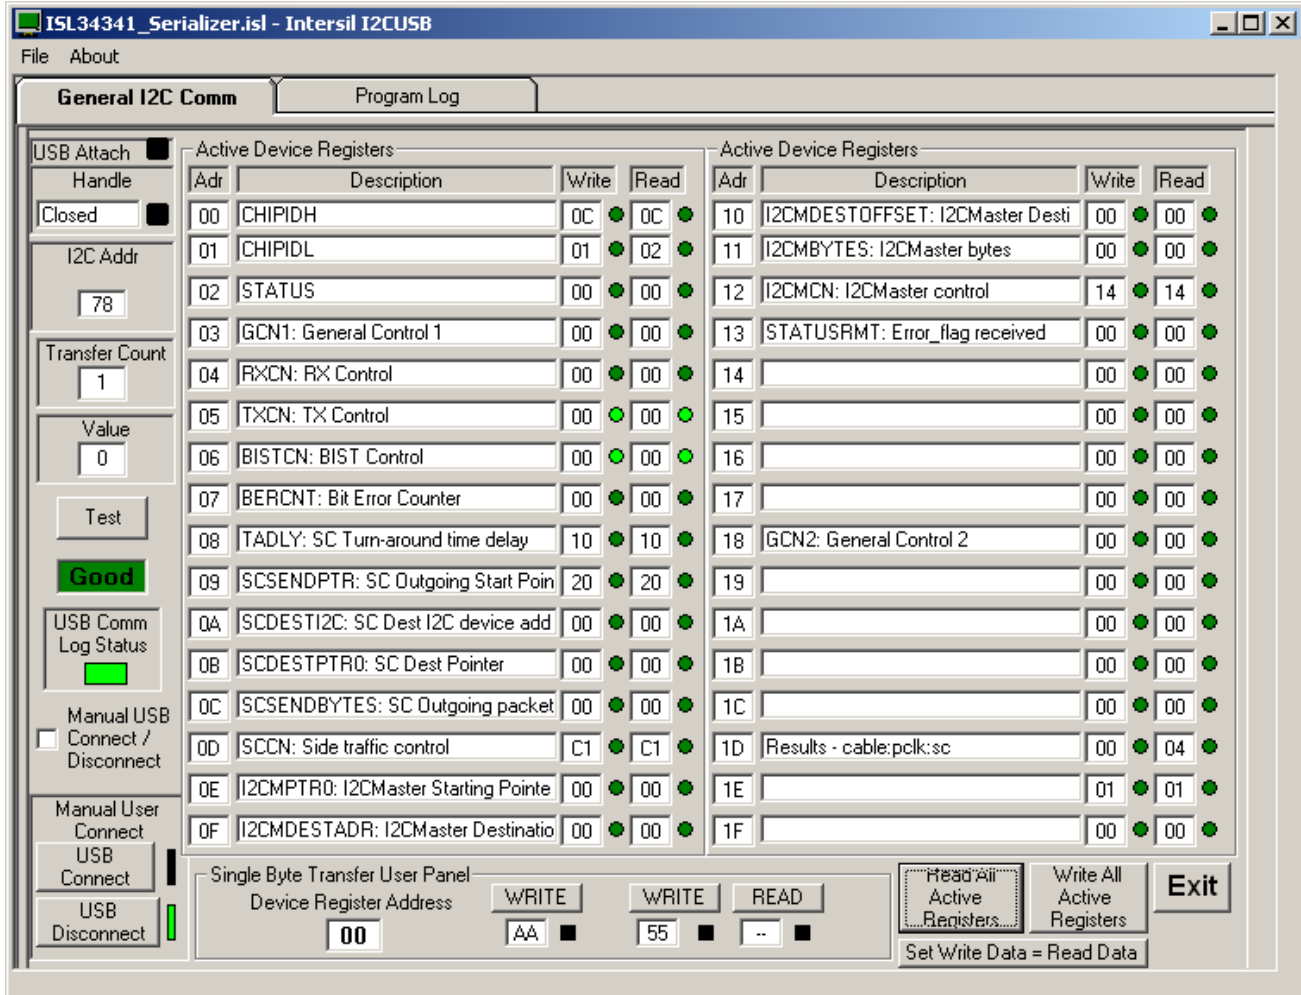 ISL34341_Serializer.isl - Intersil I2CUSB
File About
General I2C Comm Program Log
USB Attach
Handle
Closed
I2C Addr
78
Transfer Count
1
Value
0
Test
Good
USB Comm
Log Status
Manual USB
Connect /
Disconnect
Manual User
Connect
USB
Connect
USB
Disconnect
Active Device Registers
Adr Description Write Read
00 CHIPIDH 0C 0C
01 CHIPIDL 01 02
02 STATUS 00 00
03 GCN1: General Control 1 00 00
04 RXCN: RX Control 00 00
05 TXCN: TX Control 00 00
06 BISTCN: BIST Control 00 00
07 BERCNT: Bit Error Counter 00 00
08 TADLY: SC Turn-around time delay 10 10
09 SCSENDPTR: SC Outgoing Start Poin 20 20
0A SCDESTI2C: SC Dest I2C device add 00 00
0B SCDESTPTR0: SC Dest Pointer 00 00
0C SCSENDBYTES: SC Outgoing packet 00 00
0D SCCN: Side traffic control C1 C1
0E I2CMPTR0: I2CMaster Starting Pointe 00 00
0F I2CMDESTADR: I2CMaster Destinatio 00 00
Active Device Registers
Adr Description Write Read
10 I2CMDESTOFFSET: I2CMaster Desti 00 00
11 I2CMBYTES: I2CMaster bytes 00 00
12 I2CMCN: I2CMaster control 14 14
13 STATUSRMT: Error_flag received 00 00
14 00 00
15 00 00
16 00 00
17 00 00
18 GCN2: General Control 2 00 00
19 00 00
1A 00 00
1B 00 00
1C 00 00
1D Results - cable:pclk:sc 00 04
1E 01 01
1F 00 00
Single Byte Transfer User Panel
Device Register Address WRITE WRITE READ
00 AA 55 --
Read All
Active
Registers
Write All
Active
Registers
Exit
Set Write Data = Read Data